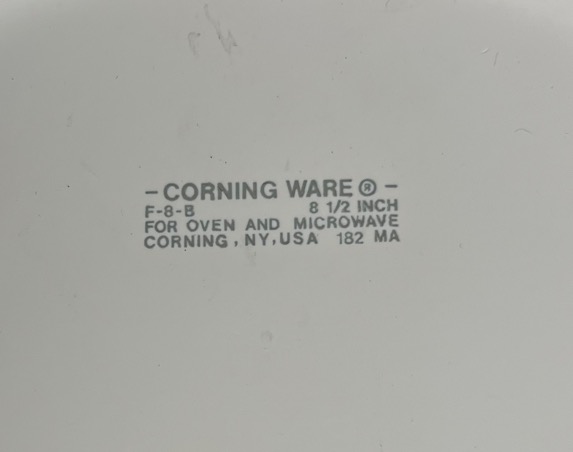 - CORNING WARE ® -
F-8-B 8 1/2 INCH
FOR OVEN AND MICROWAVE
CORNING, NY, USA 182 MA